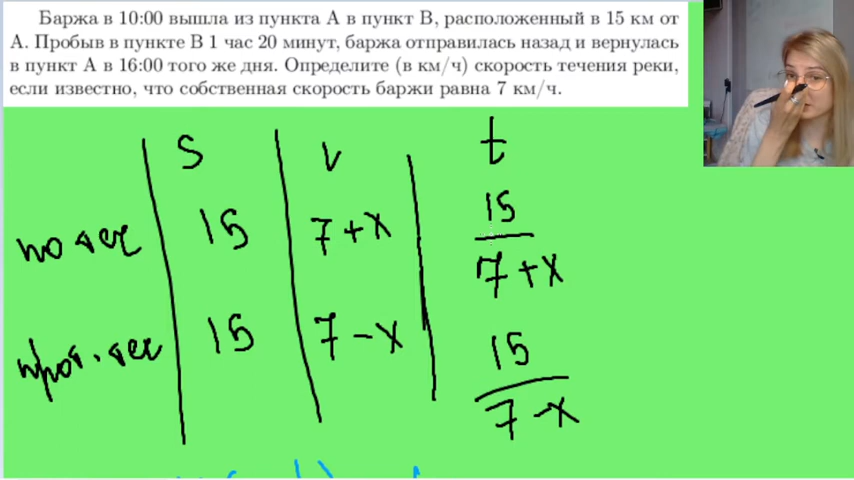 Баржа в 10:00 вышла из пункта А в пункт В, расположенный в 15 км от
А. Пробыв в пункте В 1 час 20 минут, баржа отправилась назад и вернулась
в пункт А в 16:00 того же дня. Определите (в км/ч) скорость течения реки,
если известно, что собственная скорость баржи равна 7 км/ч.
S v t
по теч 15 7+x 15
7+x
прот. теч 15 7-x 15
7-x